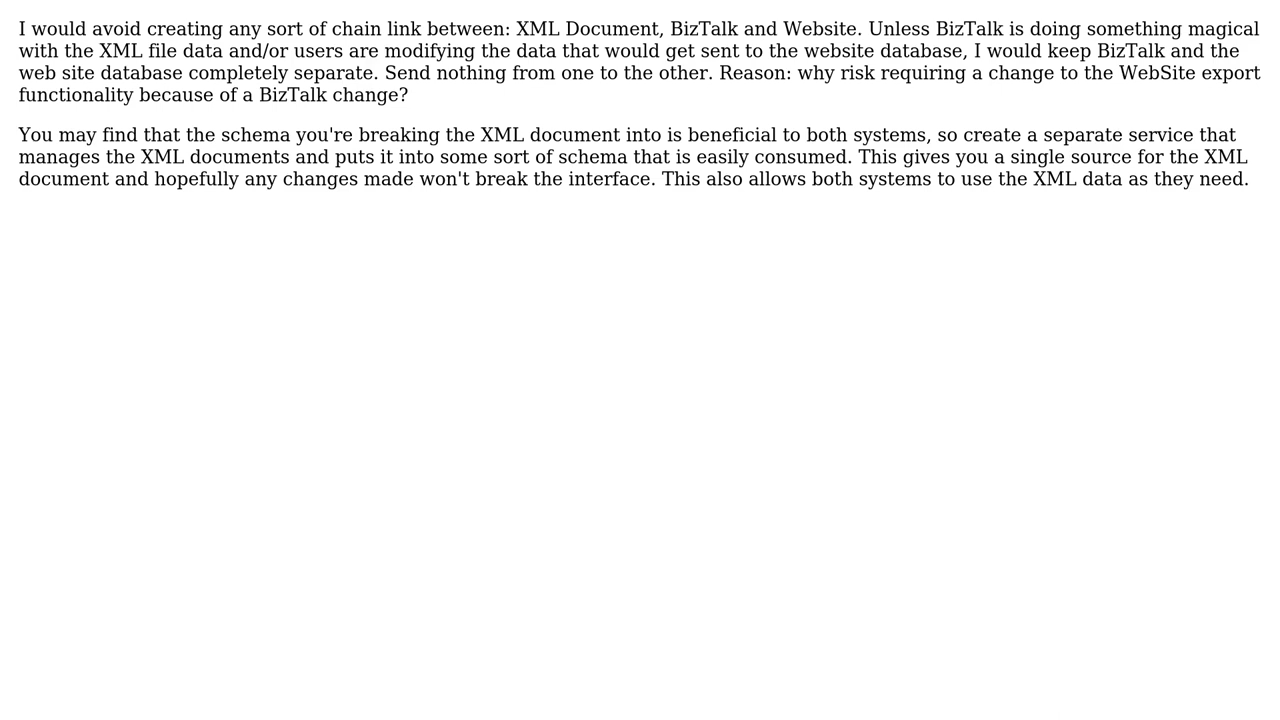 I would avoid creating any sort of chain link between: XML Document, BizTalk and Website. Unless BizTalk is doing something magical
with the XML file data and/or users are modifying the data that would get sent to the website database, I would keep BizTalk and the
web site database completely separate. Send nothing from one to the other. Reason: why risk requiring a change to the WebSite export
functionality because of a BizTalk change?
You may find that the schema you're breaking the XML document into is beneficial to both systems, so create a separate service that
manages the XML documents and puts it into some sort of schema that is easily consumed. This gives you a single source for the XML
document and hopefully any changes made won't break the interface. This also allows both systems to use the XML data as they need.